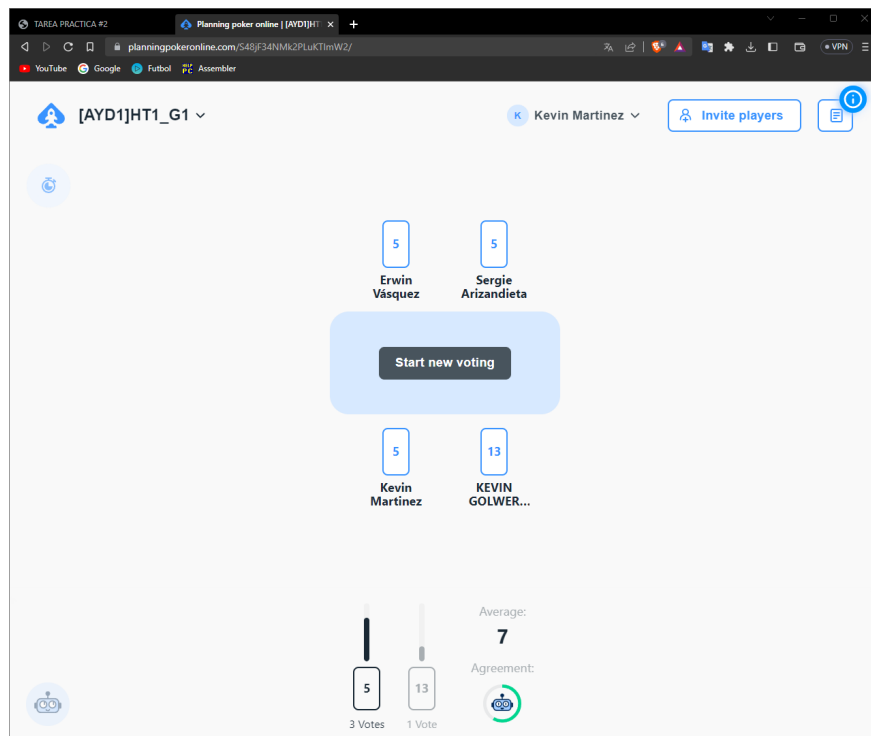 TAREA PRACTICA #2
Planning poker online | [AYD1]HT
planningpokeronline.com/S48jF34NMk2PLuKTlmW2/
VPN
YouTube Google Futbol Assembler
[AYD1]HT1_G1
K Kevin Martinez
Invite players
5 5
Erwin Sergie
Vásquez Arizandieta
Start new voting
5 13
Kevin KEVIN
Martinez GOLWER...
Average:
7
Agreement:
5 13
3 Votes 1 Vote